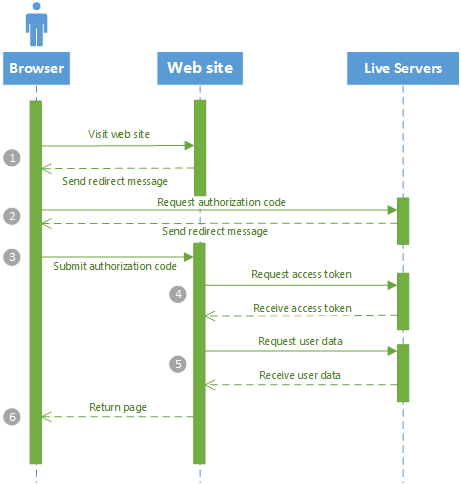 Browser
Web site
Live Servers
Visit web site
1
Send redirect message
Request authorization code
2
Send redirect message
3
Submit authorization code
Request access token
4
Receive access token
Request user data
5
Receive user data
Return page
6